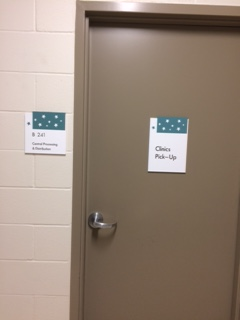 B 241
Central Processing
& Distribution
Clinics
Pick-Up